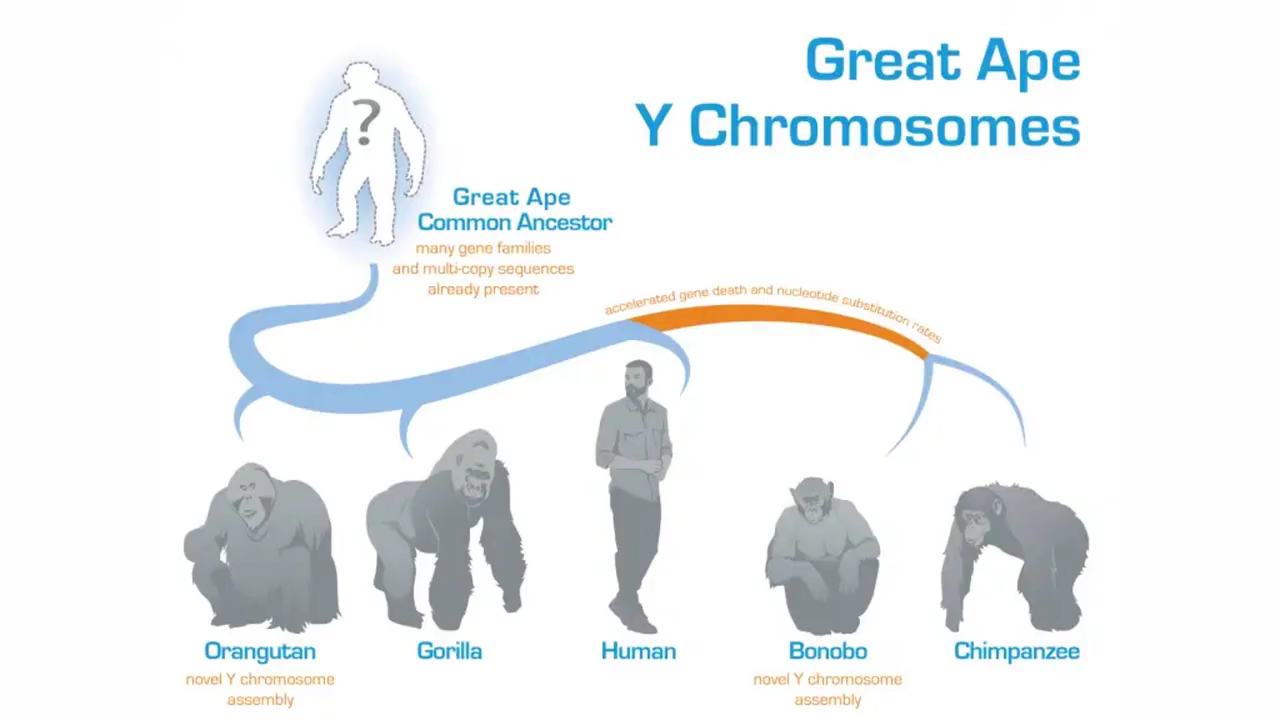 Great Ape
Y Chromosomes
?
Great Ape
Common Ancestor
many gene families
and multi-copy sequences
already present
accelerated gene death and nucleotide substitution rates
Orangutan
novel Y chromosome
assembly
Gorilla
Human
Bonobo
novel Y chromosome
assembly
Chimpanzee